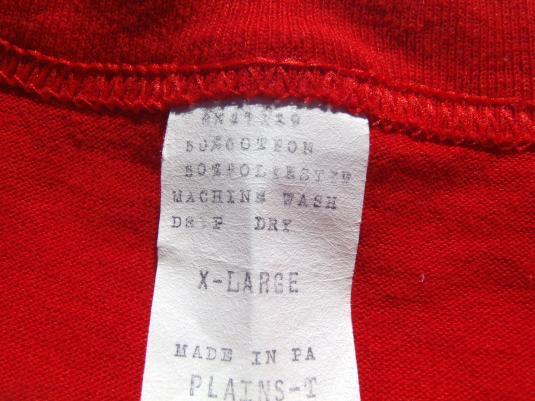 50%COTTON
50%POLYESTER
MACHINE WASH
DRIP DRY
X-LARGE
MADE IN PA
PLAINS-T